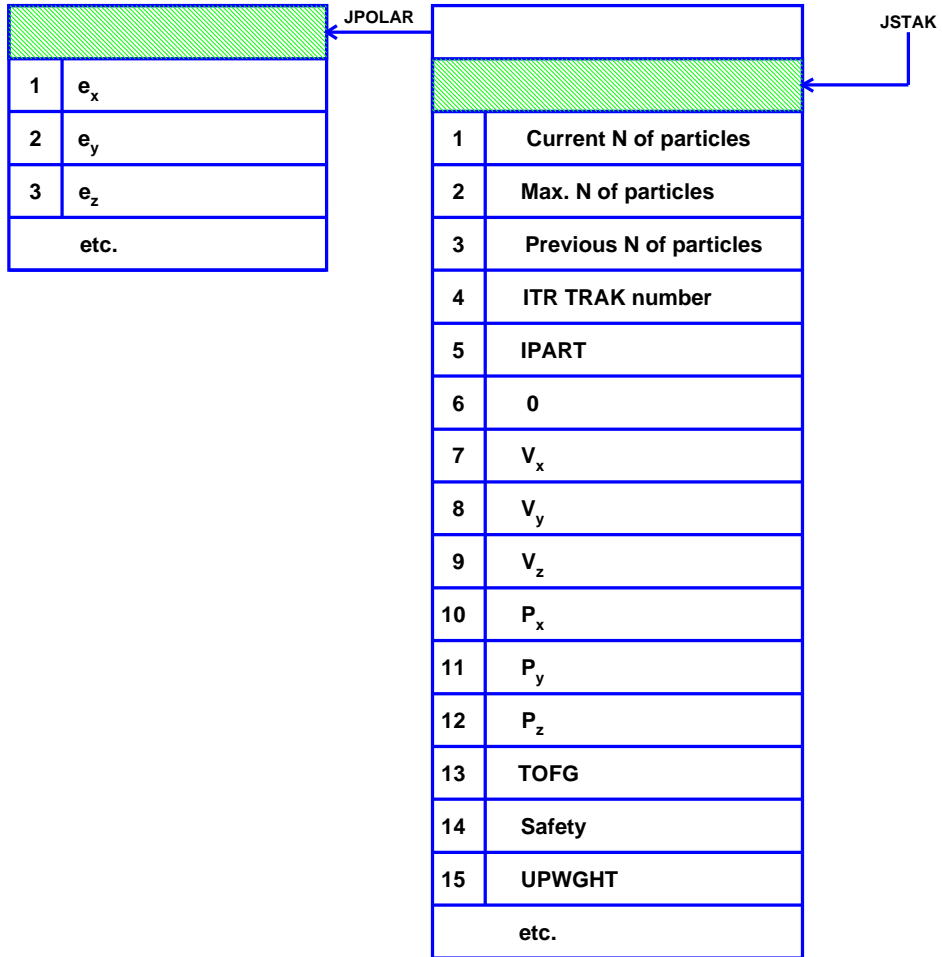 JPOLAR
JSTAK
1 e_x
2 e_y
3 e_z
etc.
1 Current N of particles
2 Max. N of particles
3 Previous N of particles
4 ITR TRAK number
5 IPART
6 0
7 V_x
8 V_y
9 V_z
10 P_x
11 P_y
12 P_z
13 TOFG
14 Safety
15 UPWGHT
etc.